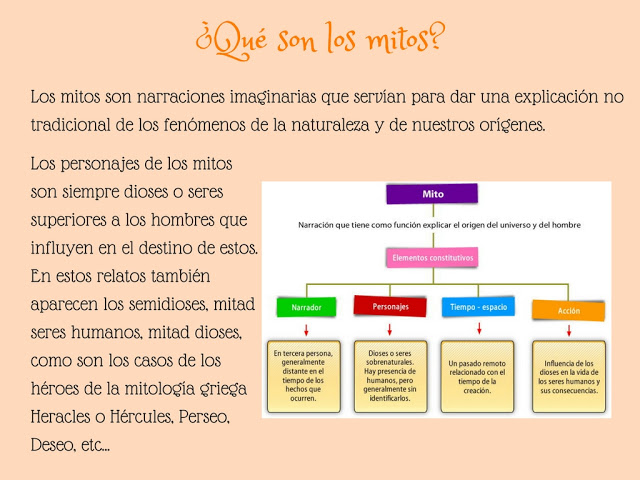 ¿Qué son los mitos?
Los mitos son narraciones imaginarias que servían para dar una explicación no
tradicional de los fenómenos de la naturaleza y de nuestros orígenes.
Los personajes de los mitos
son siempre dioses o seres
superiores a los hombres que
influyen en el destino de estos.
En estos relatos también
aparecen los semidioses, mitad
seres humanos, mitad dioses,
como son los casos de los
héroes de la mitología griega
Heracles o Hércules, Perseo,
Deseo, etc...
Mito
Narración que tiene como función explicar el origen del universo y del hombre
Elementos constitutivos
Narrador
Personajes
Tiempo - espacio
Acción
En tercera persona,
generalmente
distante en el
tiempo de los
hechos que
ocurren.
Dioses o seres
sobrenaturales.
Hay presencia de
humanos, pero
generalmente sin
identificarlos.
Un pasado remoto
relacionado con el
tiempo de la
creación.
Influencia de los
dioses en la vida de
los seres humanos y
sus consecuencias.